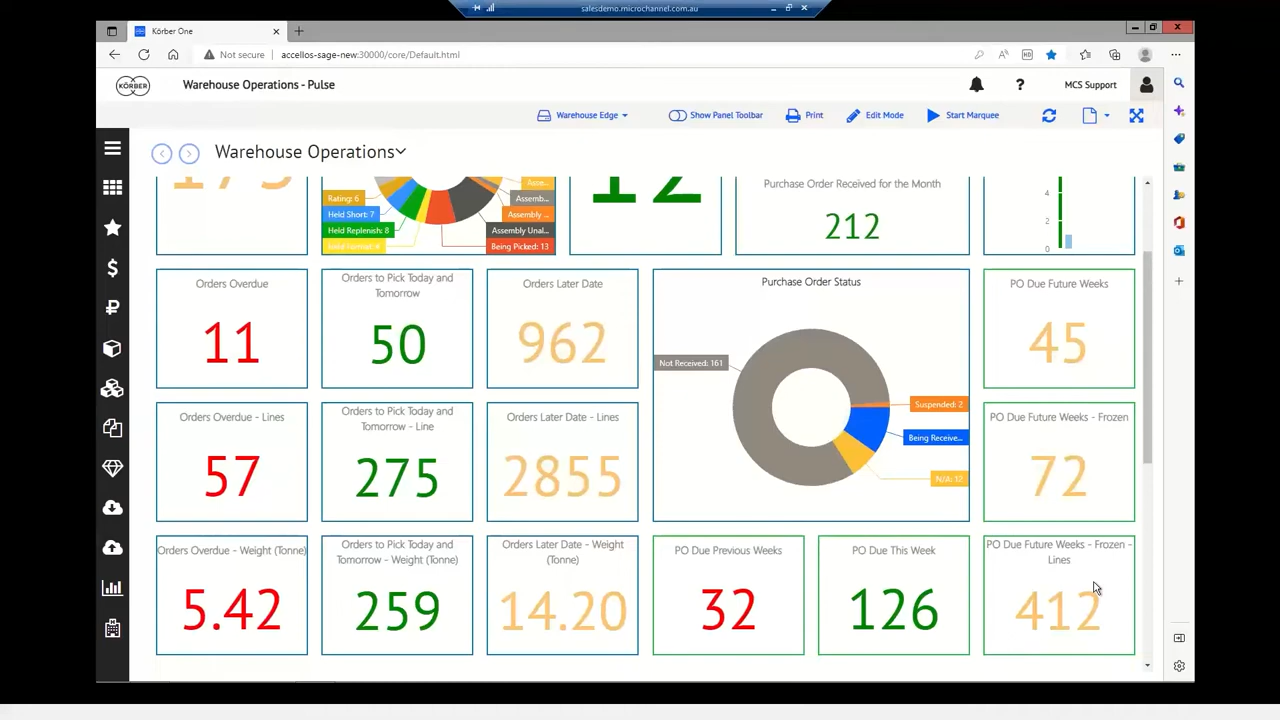 salesdemo.microchannel.com.au
Körber One
Not secure
accellos-sage-new:30000/core/Default.html
KÖRBER
Warehouse Operations - Pulse
?
MCS Support
Warehouse Edge
Show Panel Toolbar
Print
Edit Mode
Start Marquee
Warehouse Operations
175
Rating: 6
Held Short: 7
Held Replenish: 8
Asse...
Assemb...
Assembly ...
Assembly Unal...
Being Picked: 13
12
Purchase Order Received for the Month
212
4
2
0
Orders Overdue
11
Orders to Pick Today and
Tomorrow
50
Orders Later Date
962
Purchase Order Status
Not Received: 161
Suspended: 2
Being Receive...
N/A: 12
PO Due Future Weeks
45
Orders Overdue - Lines
57
Orders to Pick Today and
Tomorrow - Line
275
Orders Later Date - Lines
2855
PO Due Future Weeks - Frozen
72
Orders Overdue - Weight (Tonne)
5.42
Orders to Pick Today and
Tomorrow - Weight (Tonne)
259
Orders Later Date - Weight
(Tonne)
14.20
PO Due Previous Weeks
32
PO Due This Week
126
PO Due Future Weeks - Frozen -
Lines
412